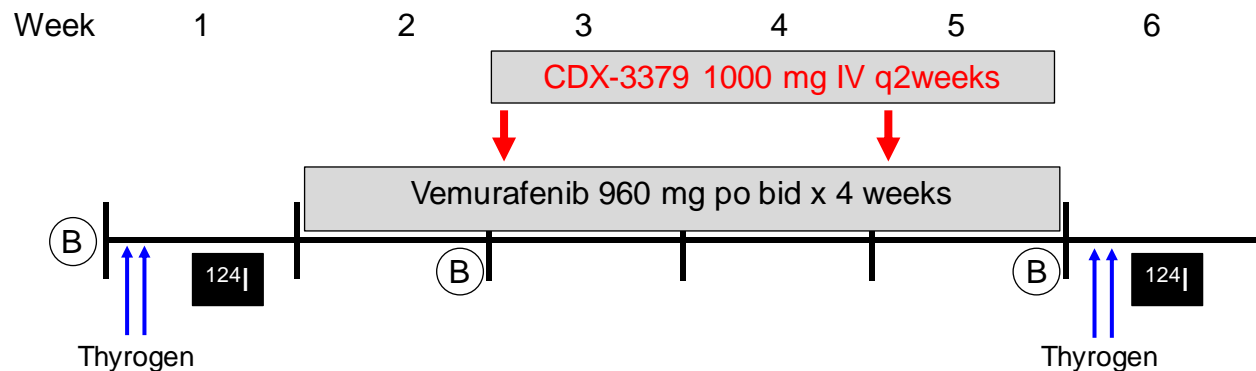 Week 1 2 3 4 5 6
CDX-3379 1000 mg IV q2weeks
Vemurafenib 960 mg po bid x 4 weeks
B
B B
124I 124I
Thyrogen Thyrogen